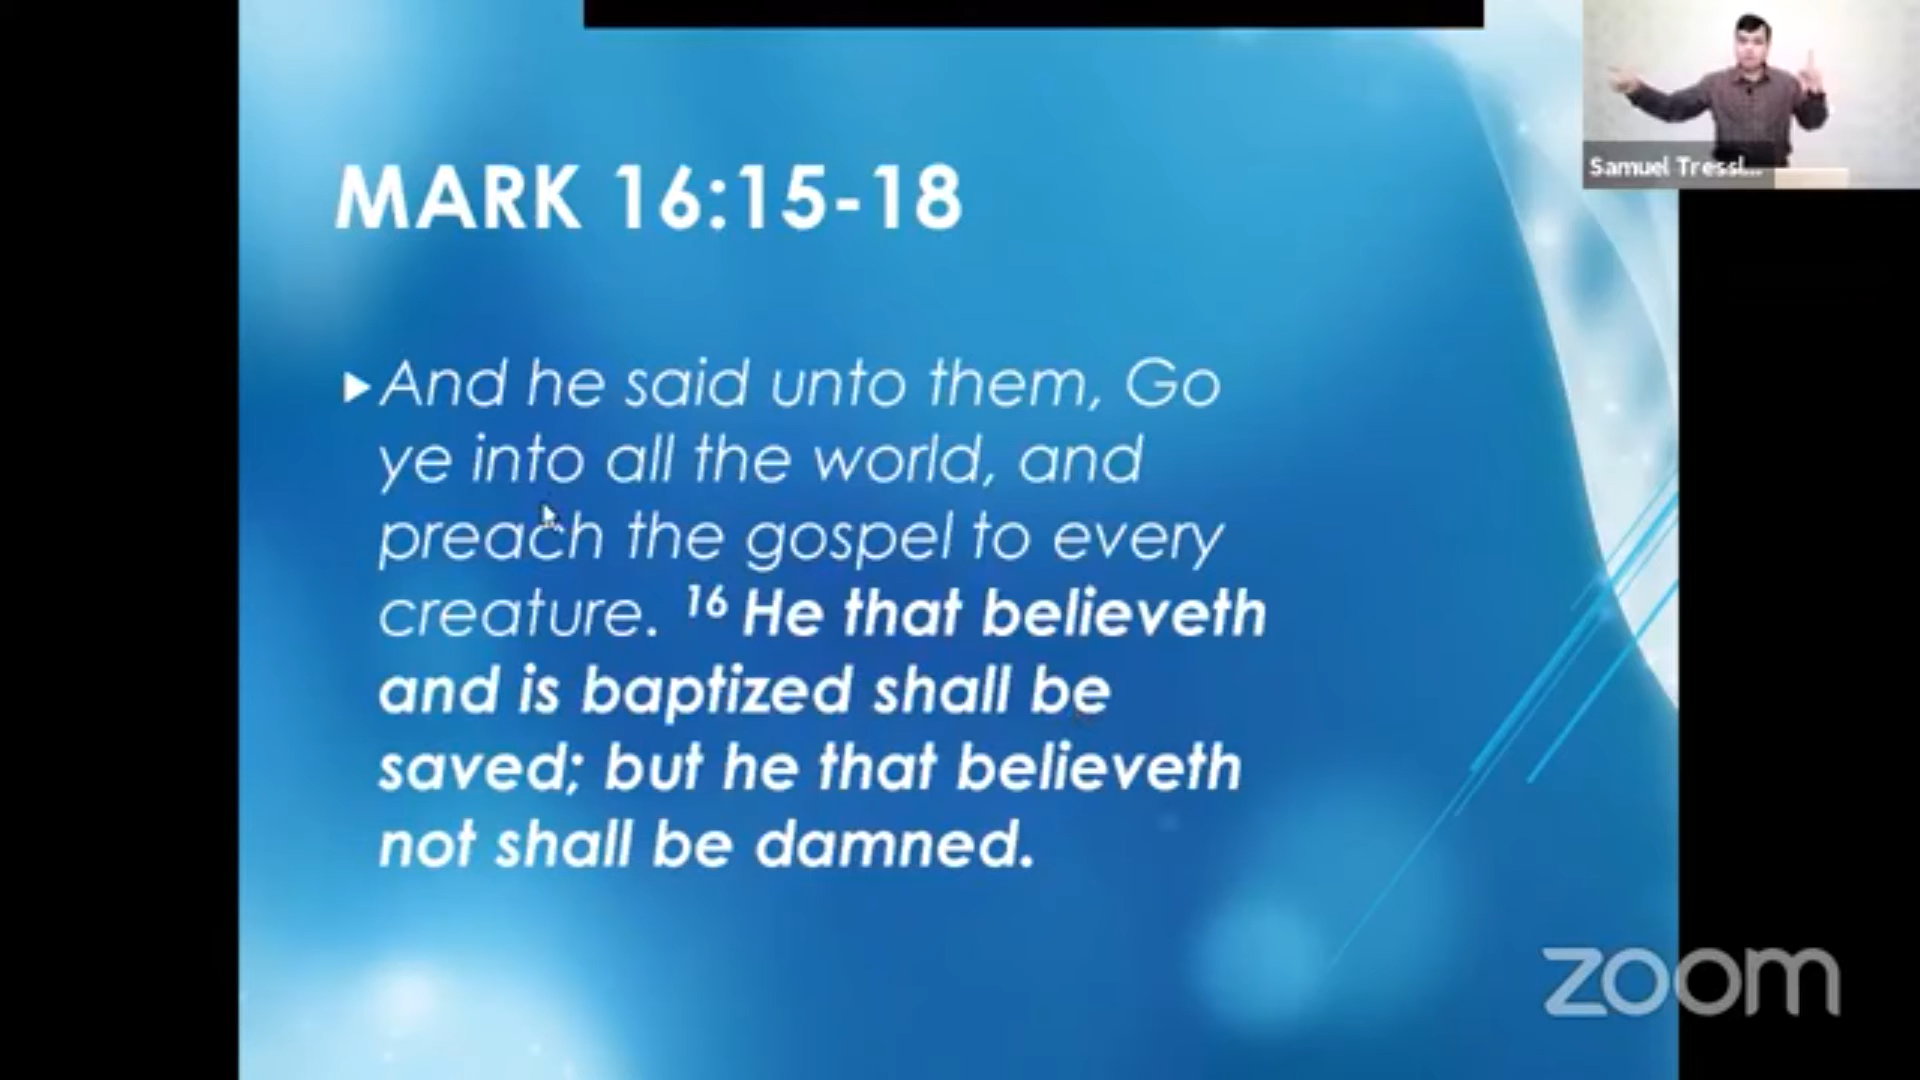 MARK 16:15-18
And he said unto them, Go
ye into all the world, and
preach the gospel to every
creature. ¹⁶ He that believeth
and is baptized shall be
saved; but he that believeth
not shall be damned.
Samuel Tressl...
zoom